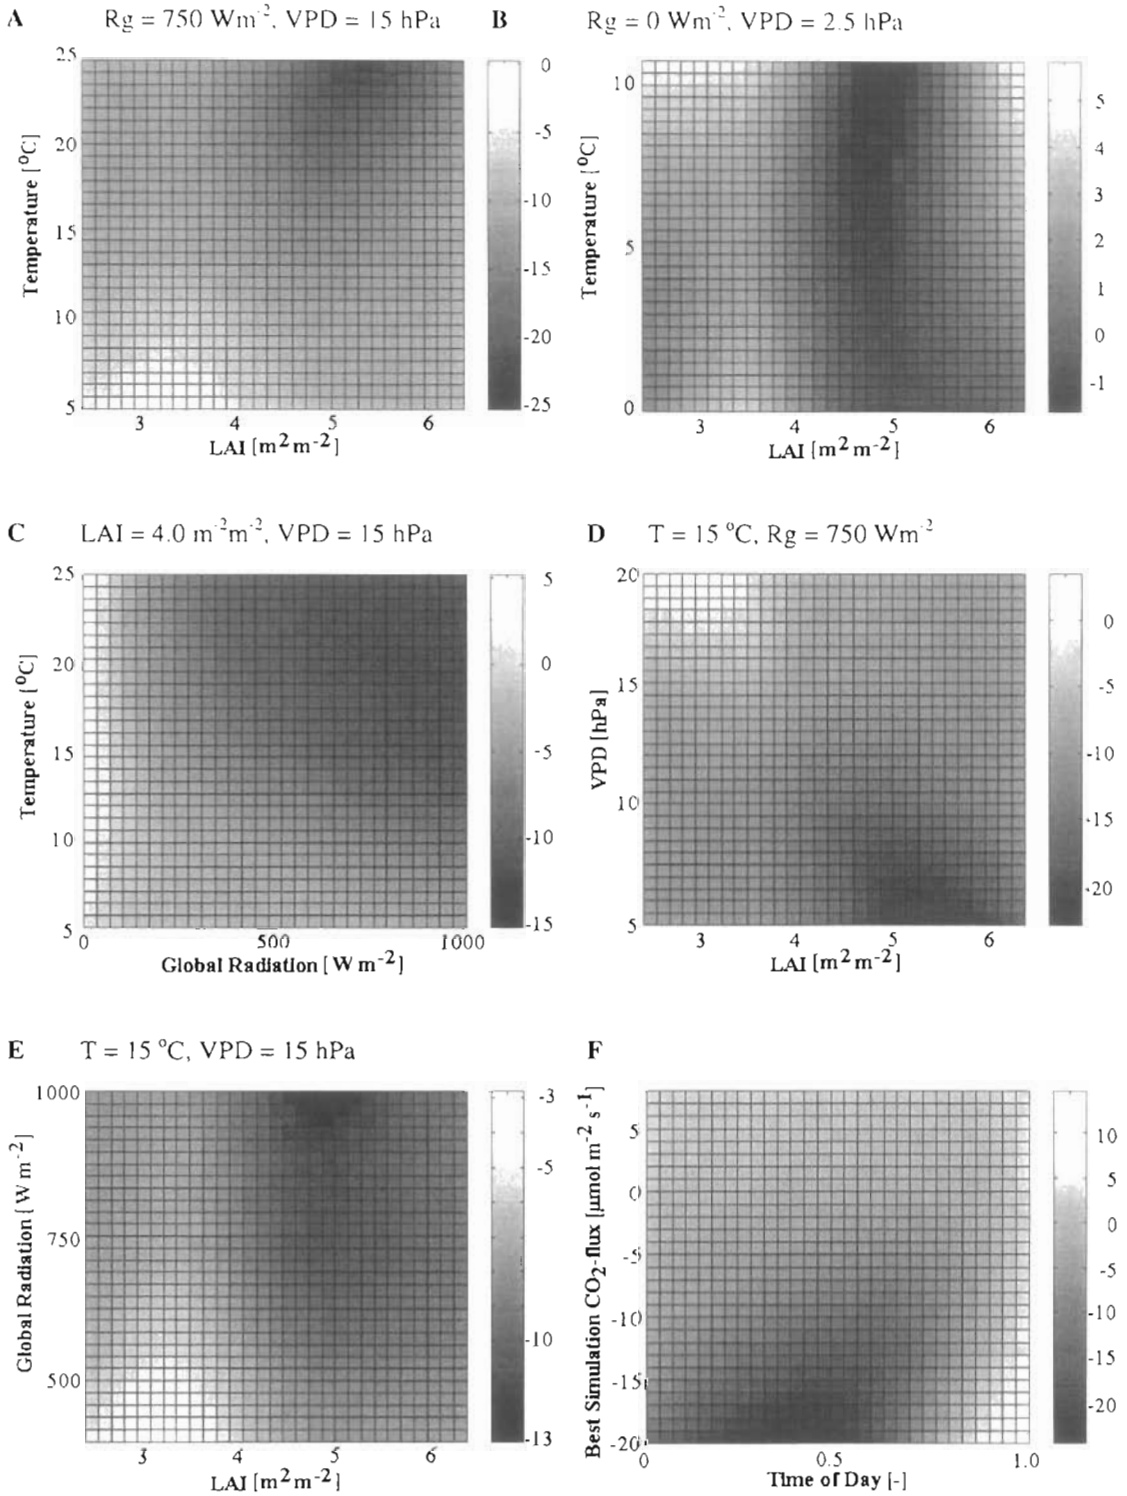 A Rg = 750 Wm-2, VPD = 15 hPa
25
20
15
10
5
Temperature [oC]
3 4 5 6
LAI [m2 m-2]
0
-5
-10
-15
-20
-25
B Rg = 0 Wm-2, VPD = 2.5 hPa
10
5
0
Temperature [oC]
3 4 5 6
LAI [m2 m-2]
5
4
3
2
1
0
-1
C LAI = 4.0 m-2m-2, VPD = 15 hPa
25
20
15
10
5
Temperature [oC]
0 500 1000
Global Radiation [W m-2]
5
0
-5
-10
-15
D T = 15 oC, Rg = 750 Wm-2
20
15
10
5
VPD [hPa]
3 4 5 6
LAI [m2 m-2]
0
-5
-10
-15
-20
E T = 15 oC, VPD = 15 hPa
1000
750
500
Global Radiation [W m-2]
3 4 5 6
LAI [m2 m-2]
-3
-5
-10
-13
F
5
0
-5
-10
-15
-20
Best Simulation CO2-flux [µmol m-2 s-1]
0 0.5 1.0
Time of Day [-]
10
5
0
-5
-10
-15
-20